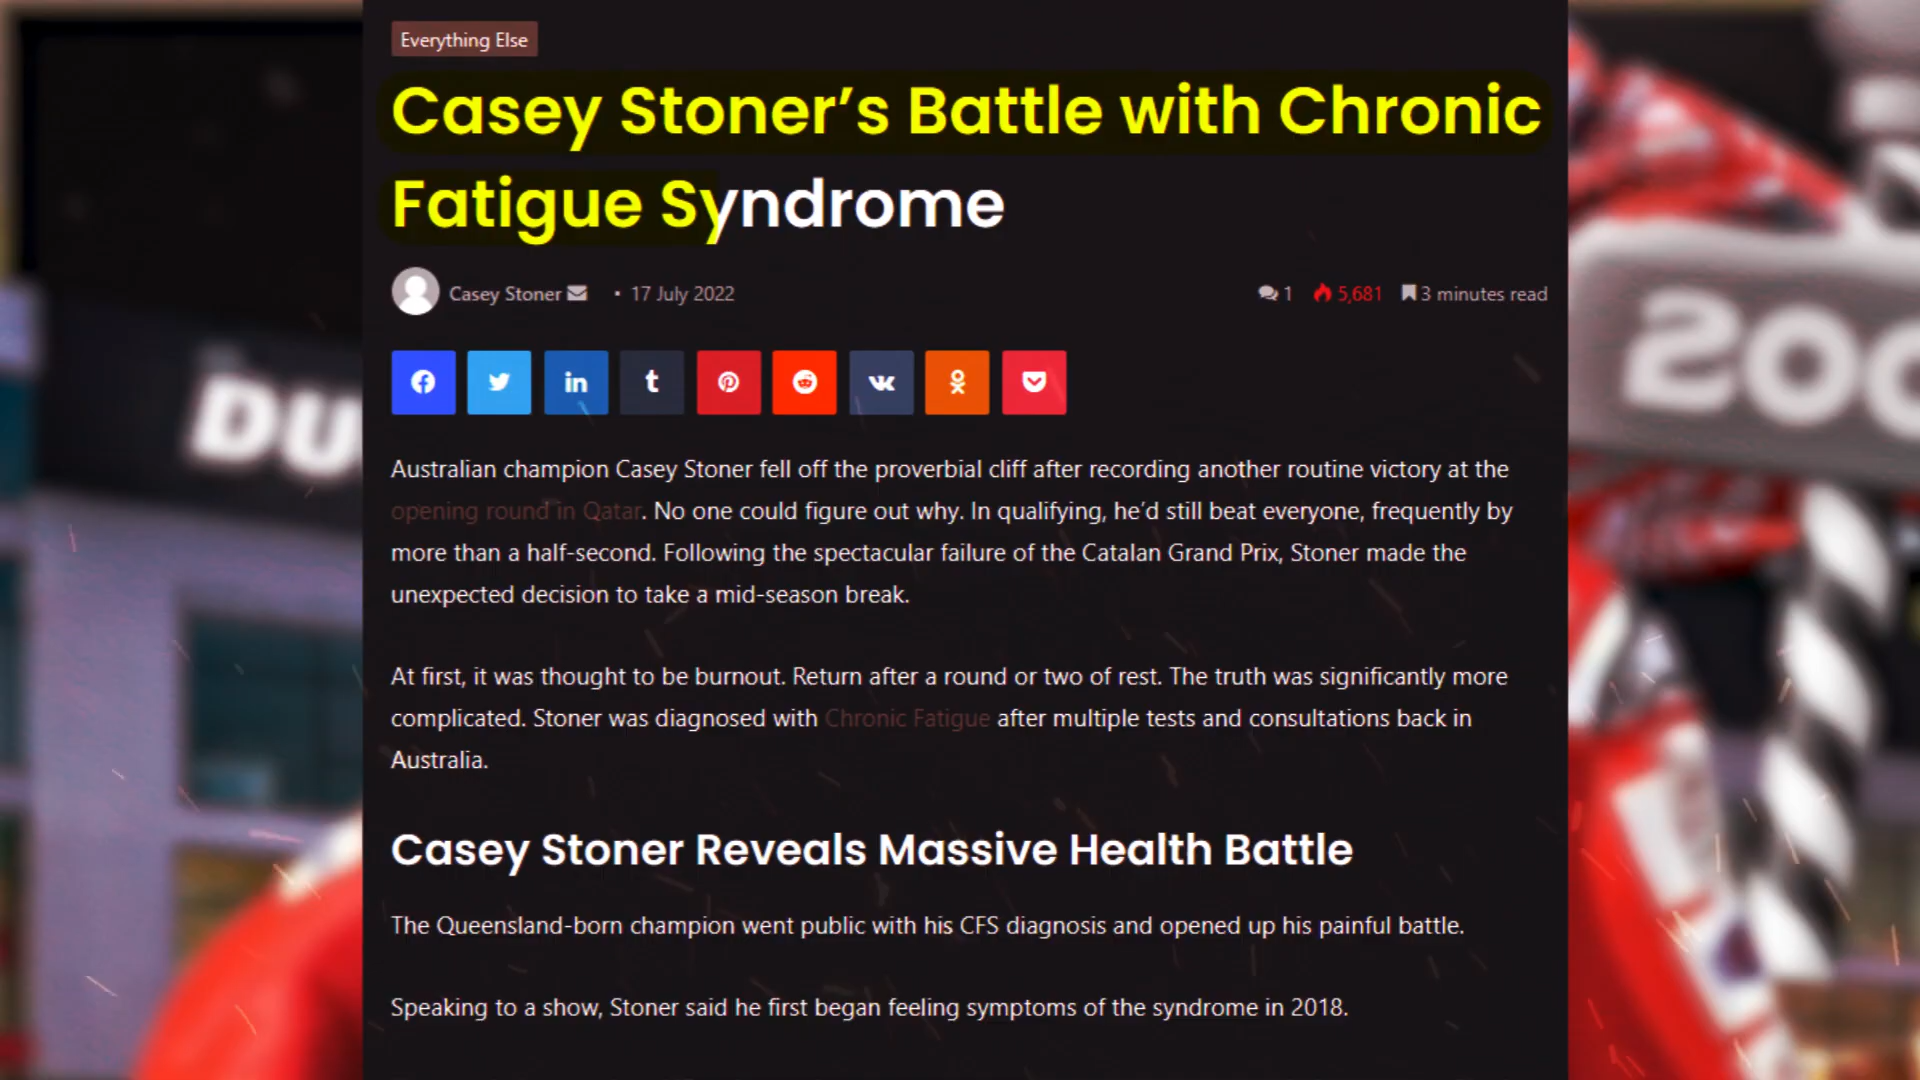 Everything Else
Casey Stoner's Battle with Chronic
Fatigue Syndrome
Casey Stoner • 17 July 2022 1 5,681 3 minutes read
Australian champion Casey Stoner fell off the proverbial cliff after recording another routine victory at the
opening round in Qatar. No one could figure out why. In qualifying, he'd still beat everyone, frequently by
more than a half-second. Following the spectacular failure of the Catalan Grand Prix, Stoner made the
unexpected decision to take a mid-season break.
At first, it was thought to be burnout. Return after a round or two of rest. The truth was significantly more
complicated. Stoner was diagnosed with Chronic Fatigue after multiple tests and consultations back in
Australia.
Casey Stoner Reveals Massive Health Battle
The Queensland-born champion went public with his CFS diagnosis and opened up his painful battle.
Speaking to a show, Stoner said he first began feeling symptoms of the syndrome in 2018.
DU